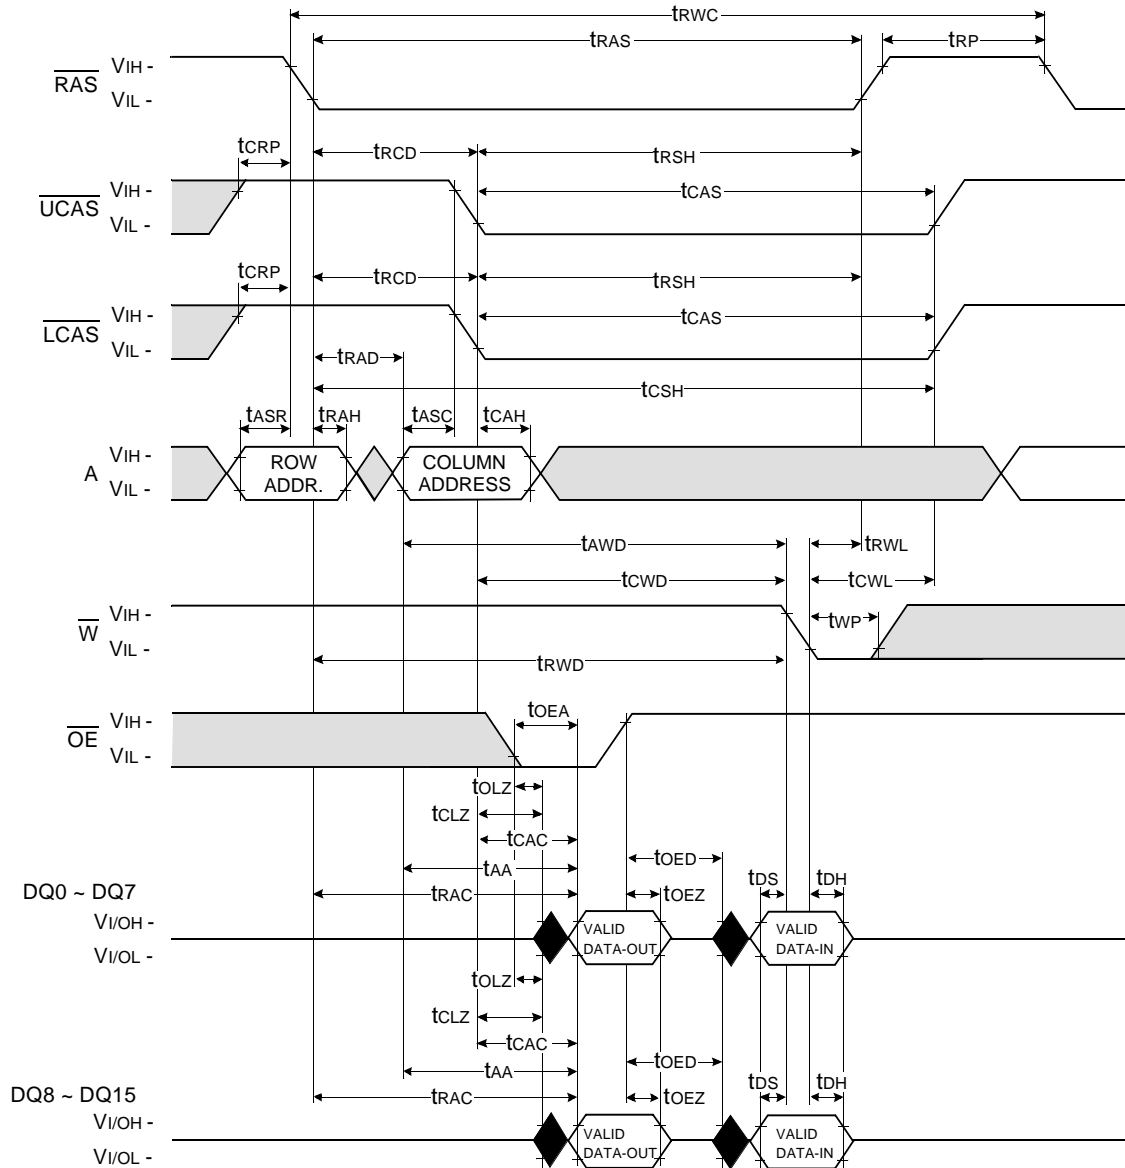 tRWC
tRAS
tRP
RAS
VIH -
VIL -
tCRP
tRCD
tRSH
UCAS
VIH -
VIL -
tCAS
tCRP
tRCD
tRSH
LCAS
VIH -
VIL -
tCAS
tRAD
tCSH
tASR
tRAH
tASC
tCAH
A
VIH -
VIL -
ROW
ADDR.
COLUMN
ADDRESS
tAWD
tRWL
tCWD
tCWL
W
VIH -
VIL -
tWP
tRWD
OE
VIH -
VIL -
tOEA
tOLZ
tCLZ
tCAC
tOED
tAA
tDS
tDH
DQ0 ~ DQ7
tRAC
tOEZ
VI/OH -
VI/OL -
VALID
DATA-OUT
VALID
DATA-IN
tOLZ
tCLZ
tCAC
tOED
tAA
tDS
tDH
DQ8 ~ DQ15
tRAC
tOEZ
VI/OH -
VI/OL -
VALID
DATA-OUT
VALID
DATA-IN